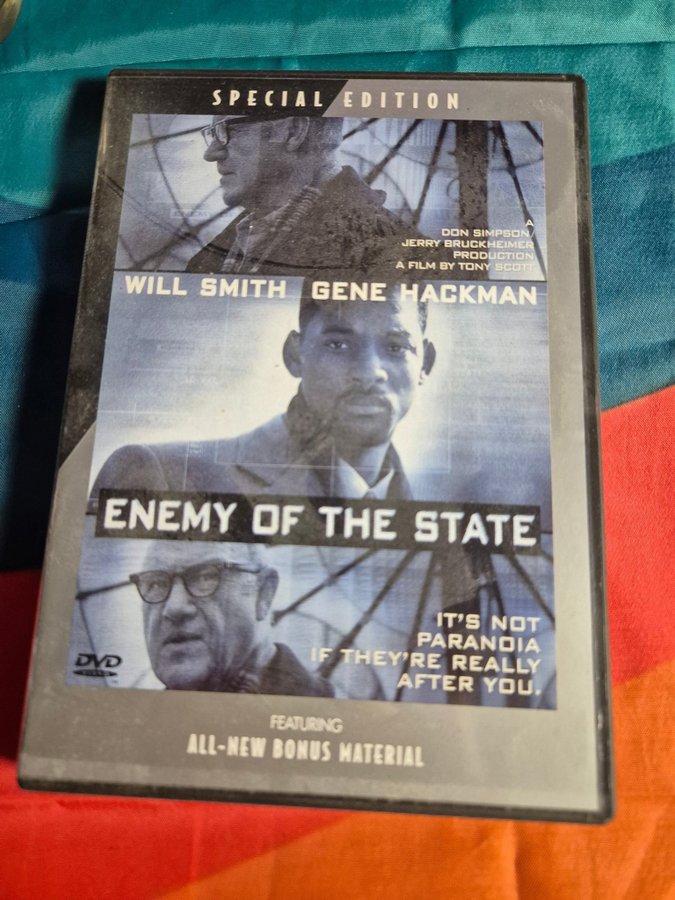 SPECIAL EDITION
A
DON SIMPSON/
JERRY BRUCKHEIMER
PRODUCTION
A FILM BY TONY SCOTT
WILL SMITH GENE HACKMAN
ENEMY OF THE STATE
IT'S NOT
PARANOIA
IF THEY'RE REALLY
AFTER YOU.
DVD
VIDEO
FEATURING
ALL-NEW BONUS MATERIAL